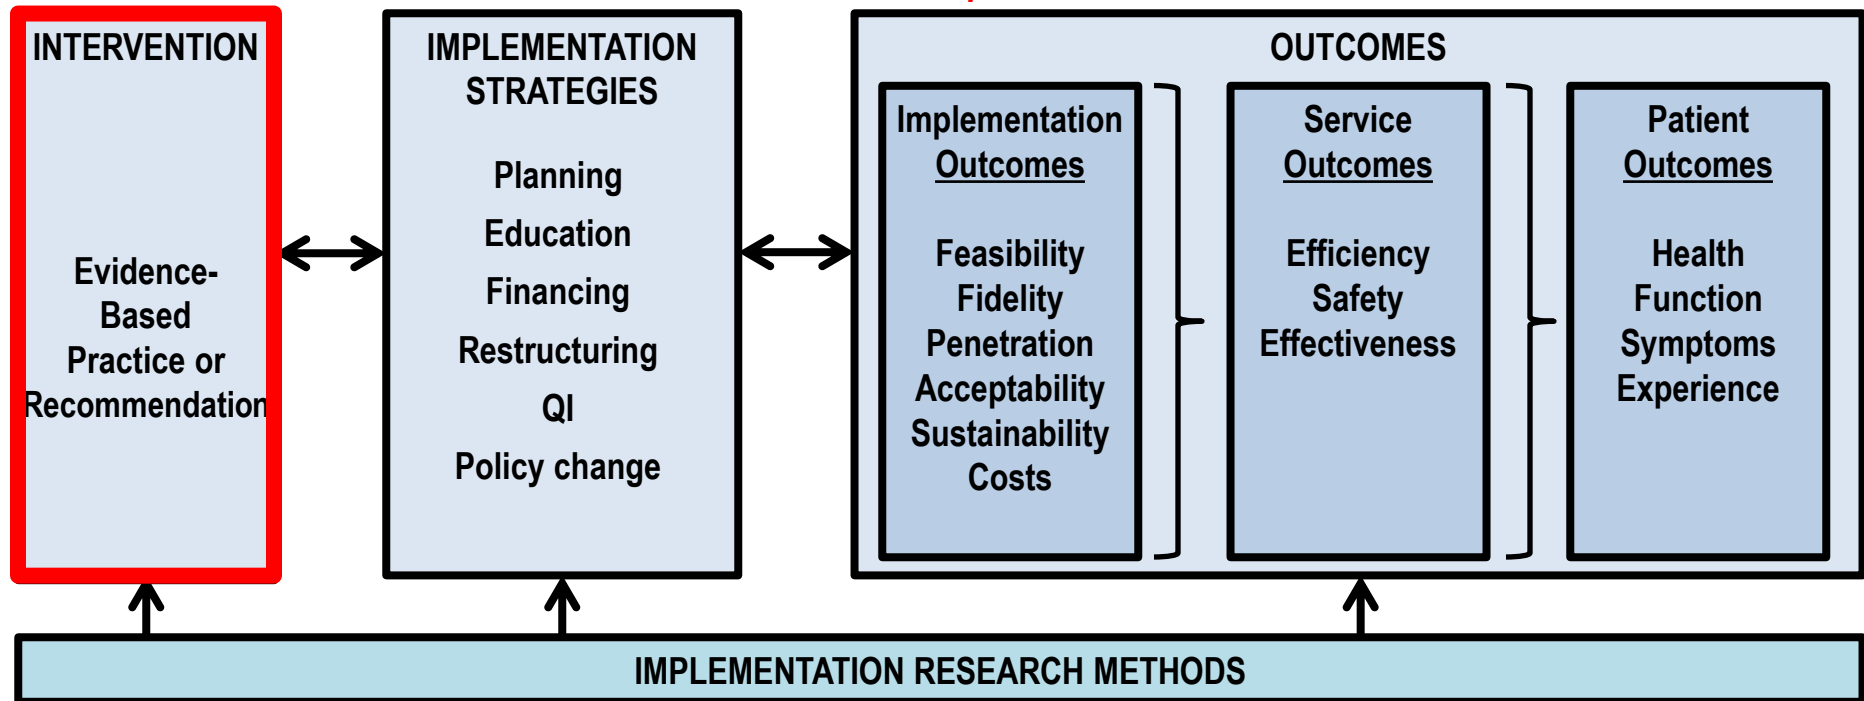 INTERVENTION
Evidence-
Based
Practice or
Recommendation
IMPLEMENTATION
STRATEGIES
Planning
Education
Financing
Restructuring
QI
Policy change
OUTCOMES
Implementation
Outcomes
Feasibility
Fidelity
Penetration
Acceptability
Sustainability
Costs
Service
Outcomes
Efficiency
Safety
Effectiveness
Patient
Outcomes
Health
Function
Symptoms
Experience
IMPLEMENTATION RESEARCH METHODS